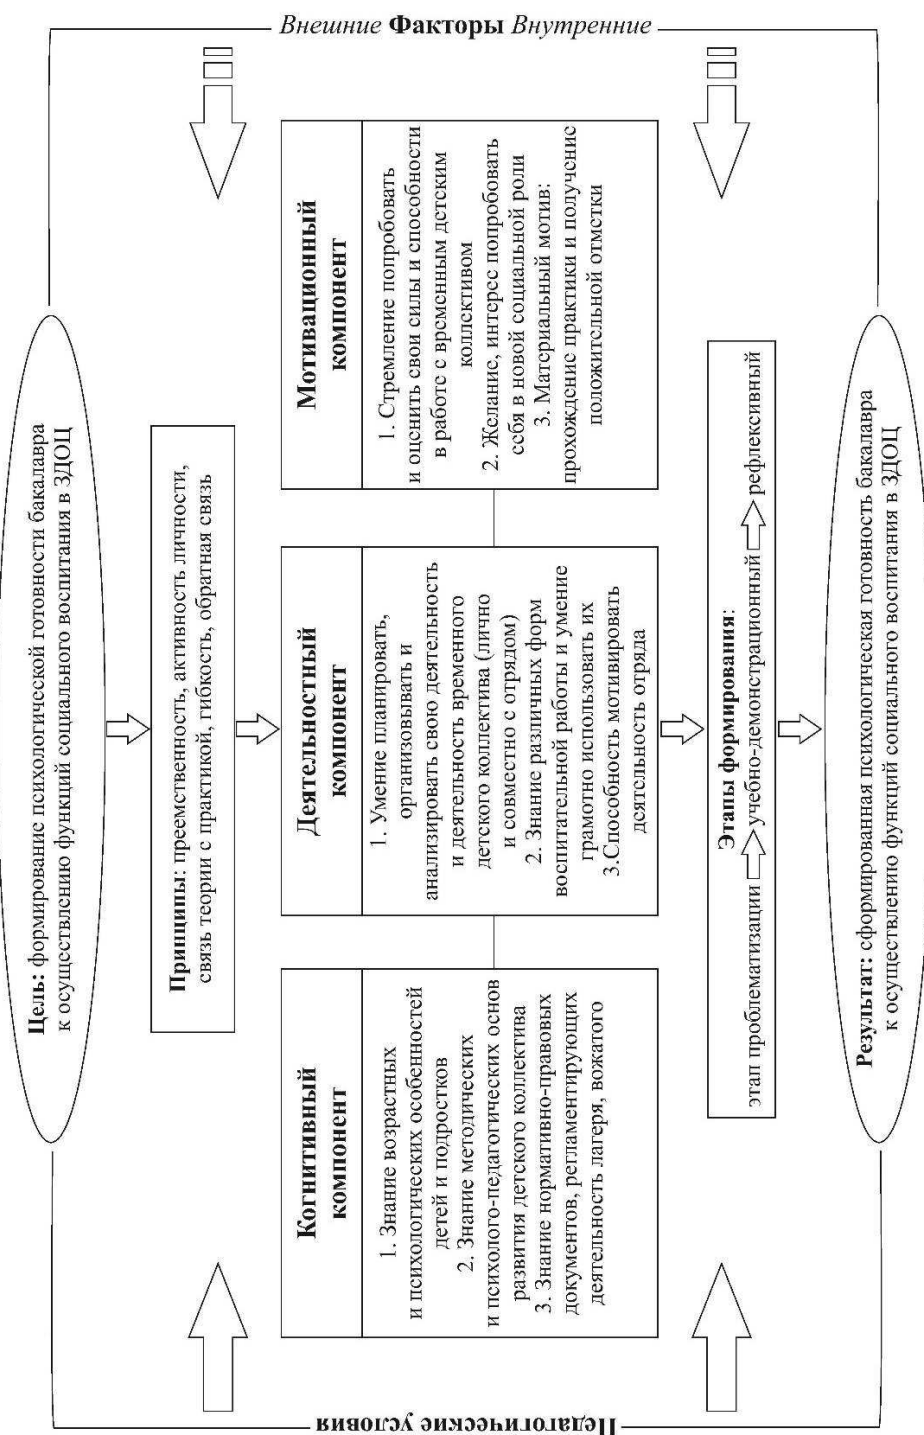 Внешние Факторы Внутренние
Цель: формирование психологической готовности бакалавра
к осуществлению функций социального воспитания в ЗДОЦ
Принципы: преемственность, активность личности,
связь теории с практикой, гибкость, обратная связь
Когнитивный
компонент
1. Знание возрастных
и психологических особенностей
детей и подростков
2. Знание методических
и психолого-педагогических основ
развития детского коллектива
3. Знание нормативно-правовых
документов, регламентирующих
деятельность лагеря, вожатого
Деятельностный
компонент
1. Умение планировать,
организовывать и
анализировать свою деятельность
и деятельность временного
детского коллектива (лично
и совместно с отрядом)
2. Знание различных форм
воспитательной работы и умение
грамотно использовать их
3.Способность мотивировать
деятельность отряда
Мотивационный
компонент
1. Стремление попробовать
и оценить свои силы и способности
в работе с временным детским
коллективом
2. Желание, интерес попробовать
себя в новой социальной роли
3. Материальный мотив:
прохождение практики и получение
положительной отметки
Этапы формирования:
этап проблематизации учебно-демонстрационный рефлексивный
Результат: сформированная психологическая готовность бакалавра
к осуществлению функций социального воспитания в ЗДОЦ
Педагогические условия